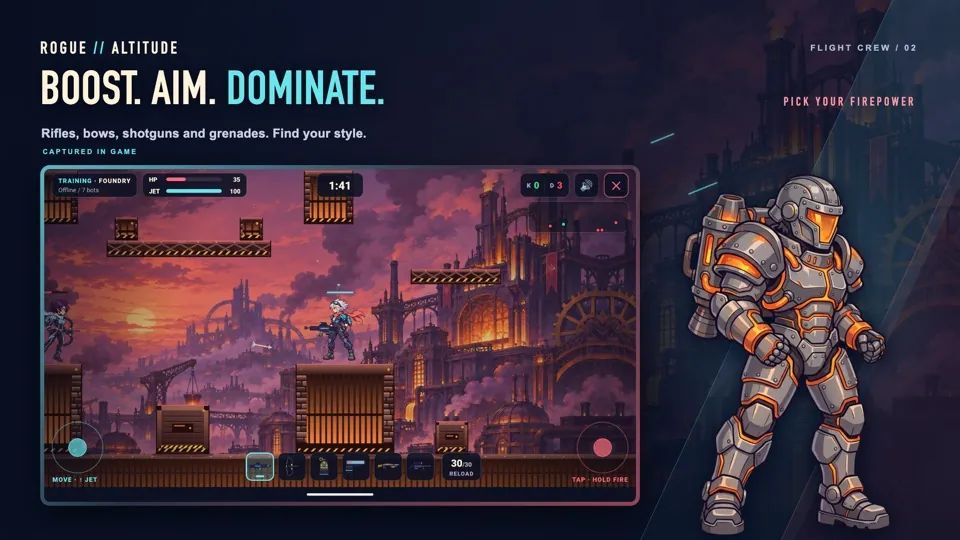 ROGUE // ALTITUDE
FLIGHT CREW / 02
BOOST. AIM. DOMINATE.
PICK YOUR FIREPOWER
Rifles, bows, shotguns and grenades. Find your style.
CAPTURED IN GAME
TRAINING · FOUNDRY
Offline / 7 bots
HP 35
JET 100
1:41
K 0 D 3
30/30
RELOAD
MOVE · ↑ JET
TAP · HOLD FIRE